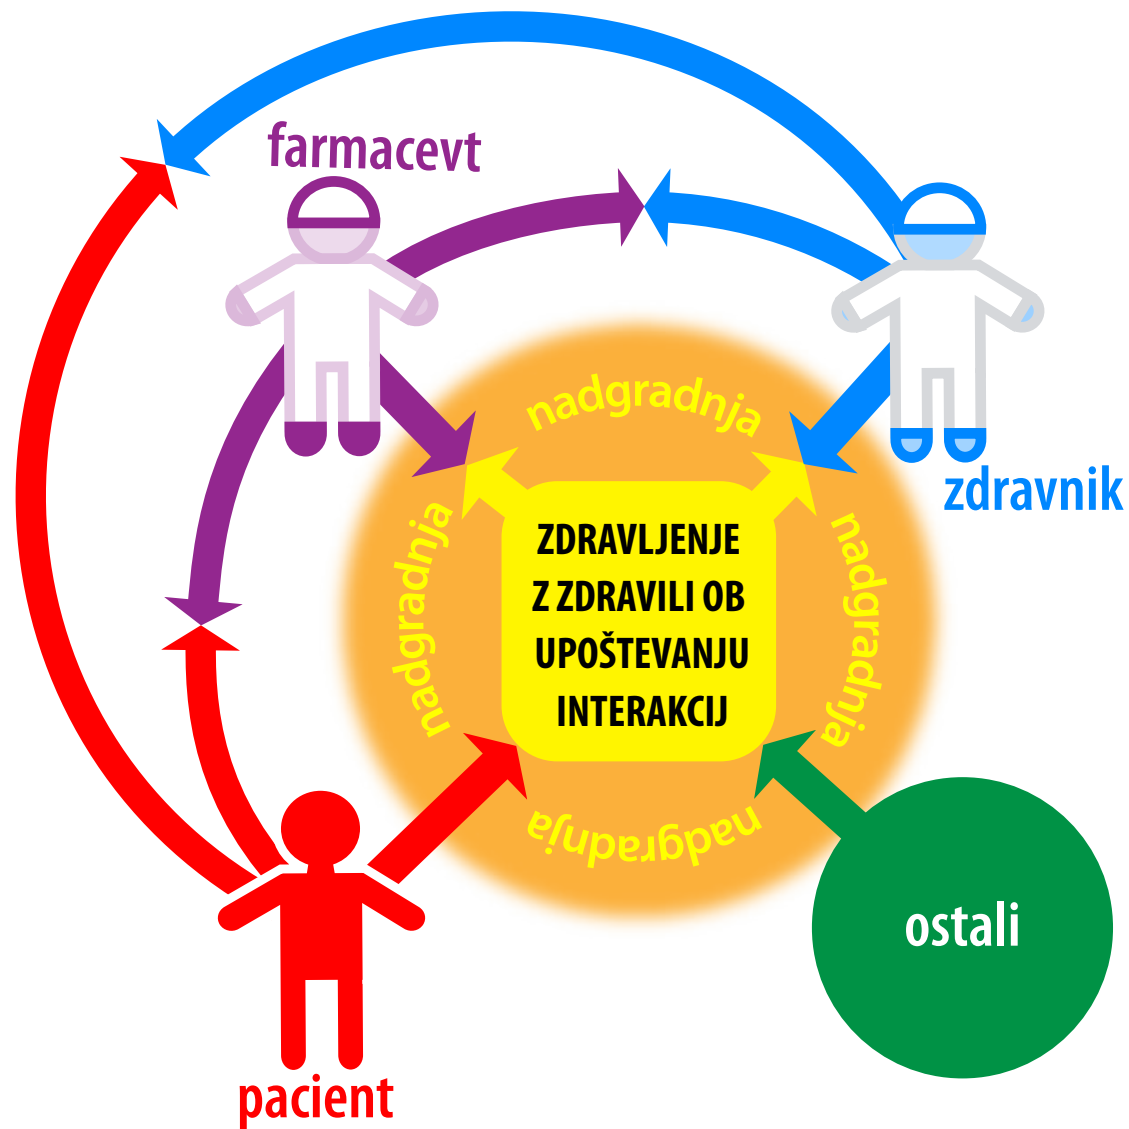 farmacevt
zdravnik
nadgradnja
nadgradnja
nadgradnja
nadgradnja
ZDRAVLJENJE
Z ZDRAVILI OB
UPOŠTEVANJU
INTERAKCIJ
ostali
pacient